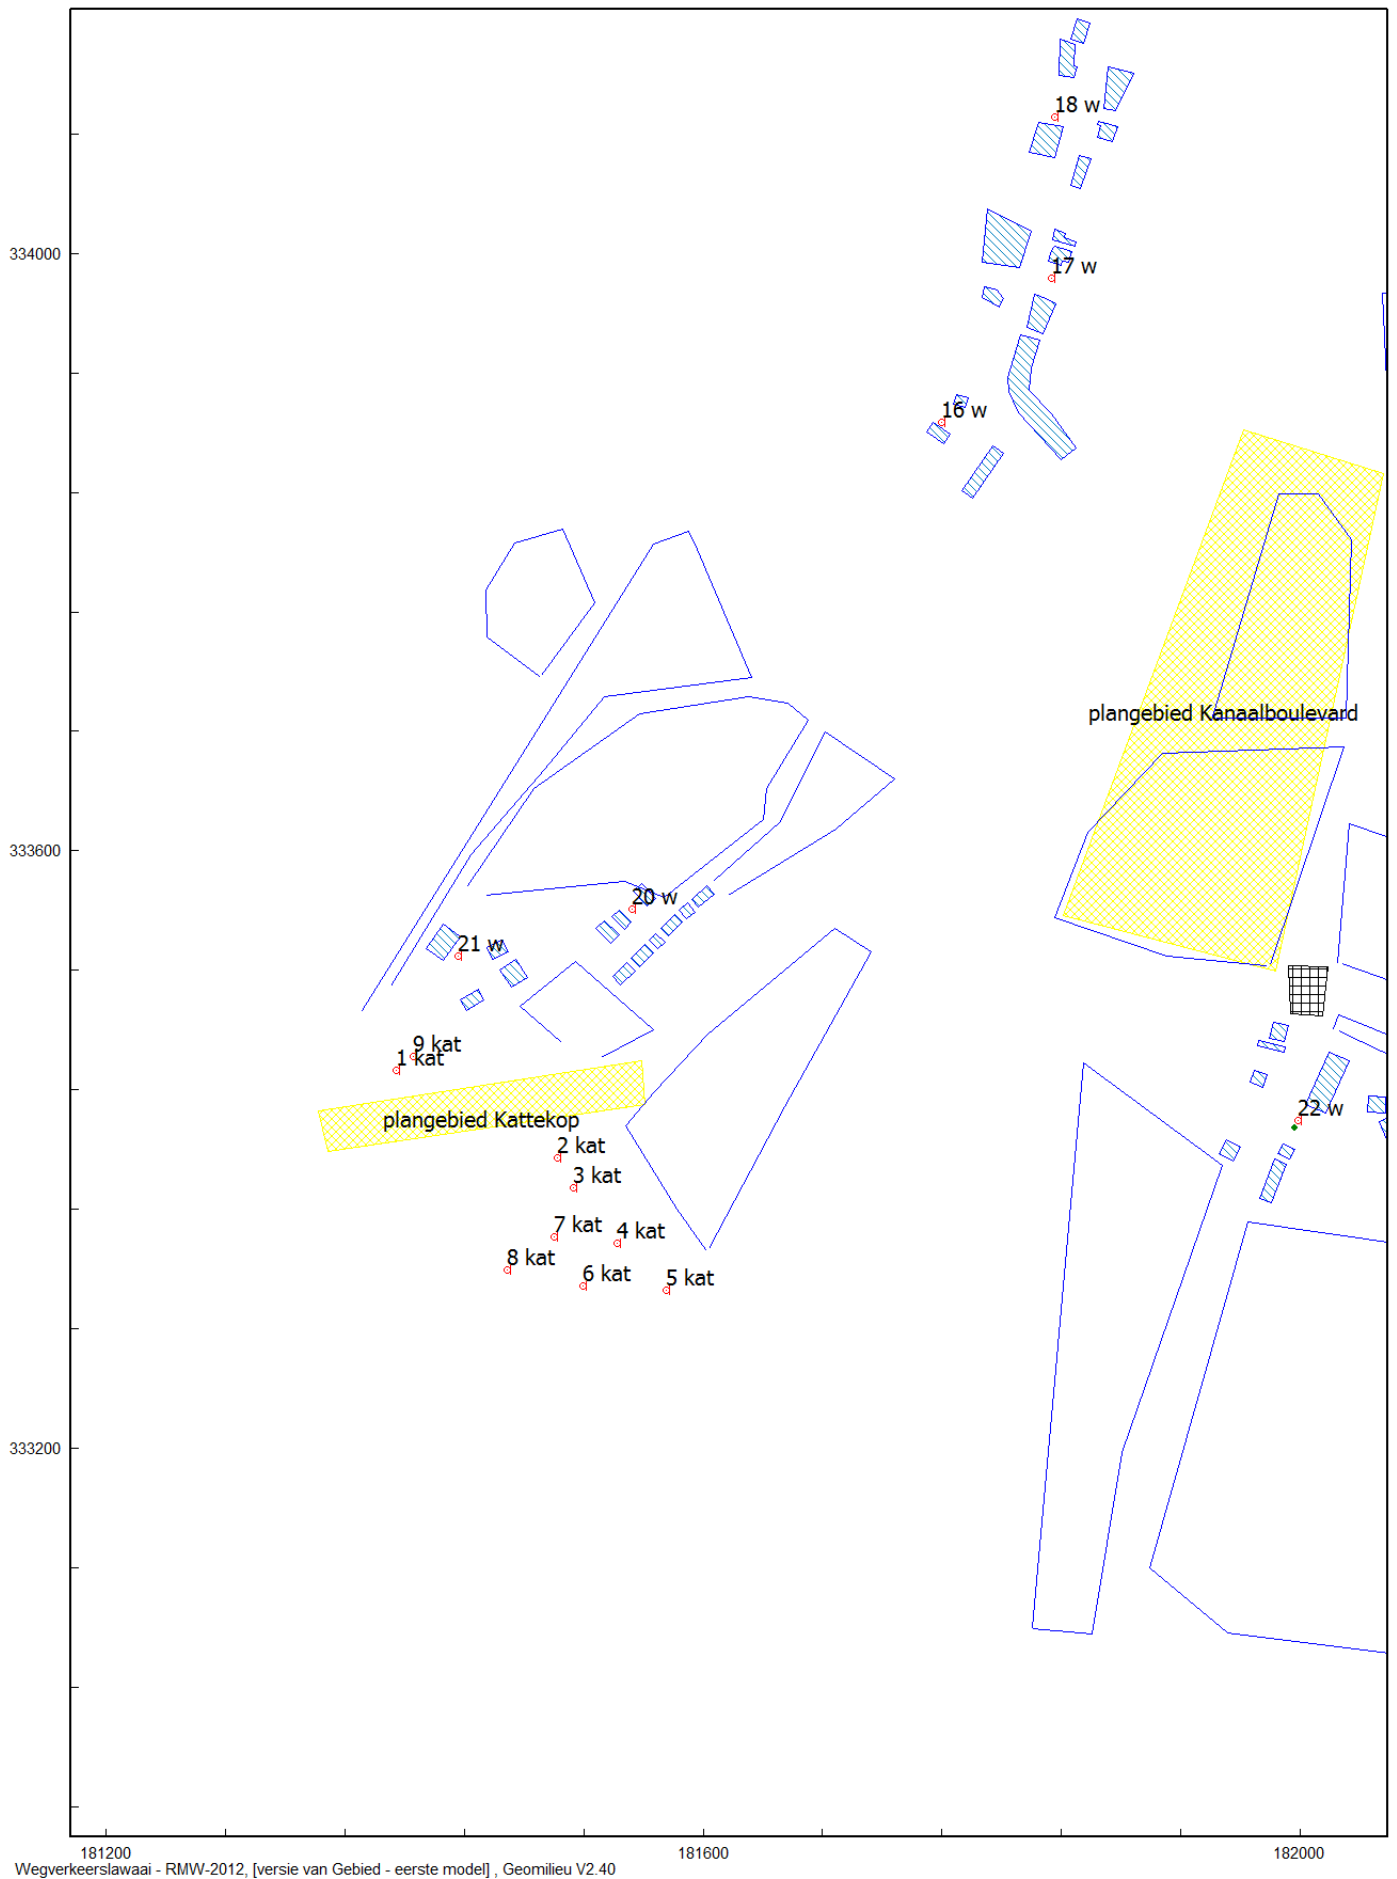 18 w
334000
17 w
16 w
plangebied Kanaalboulevard
333600
20 w
21 w
9 kat
1 kat
22 w
plangebied Kattekop
2 kat
3 kat
7 kat
4 kat
8 kat
6 kat
5 kat
333200
181200
181600
182000
Wegverkeerslawaai - RMW-2012, [versie van Gebied - eerste model] , Geomilieu V2.40